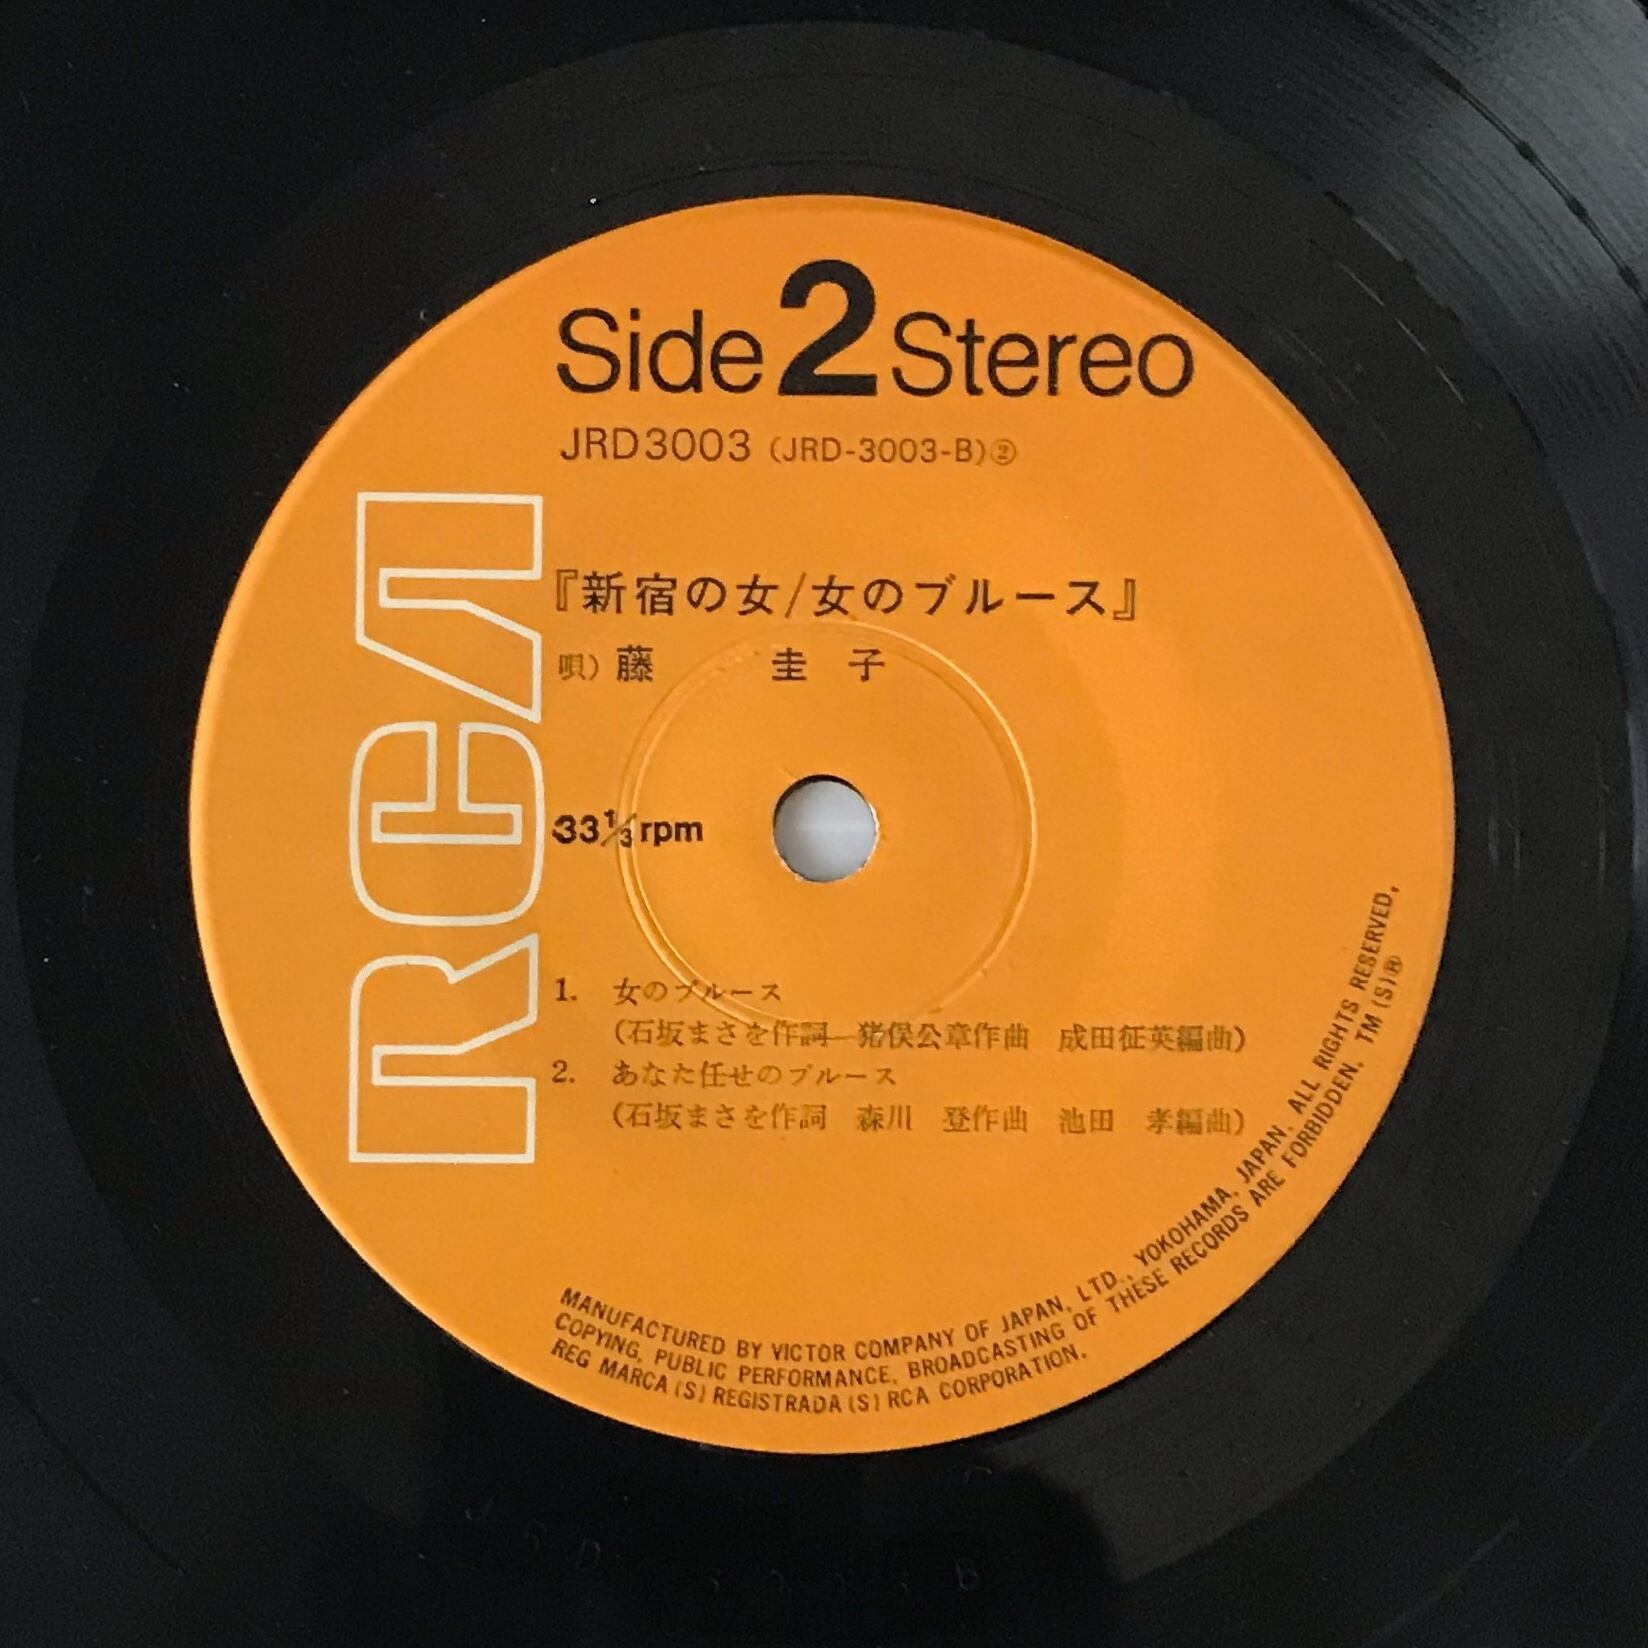 Side 2 Stereo
JRD3003 (JRD-3003-B)②
『新宿の女/女のブルース』
唄) 藤 圭 子
RCA
33 1/3 rpm
1. 女のブルース
(石坂まさを作詞 猪俣公章作曲 成田征英編曲)
2. あなた任せのブルース
(石坂まさを作詞 森川 登作曲 池田 孝編曲)
MANUFACTURED BY VICTOR COMPANY OF JAPAN, LTD., YOKOHAMA, JAPAN. ALL RIGHTS RESERVED,
COPYING, PUBLIC PERFORMANCE, BROADCASTING OF THESE RECORDS ARE FORBIDDEN. TM(S)®
REG MARCA(S) REGISTRADA(S) RCA CORPORATION.